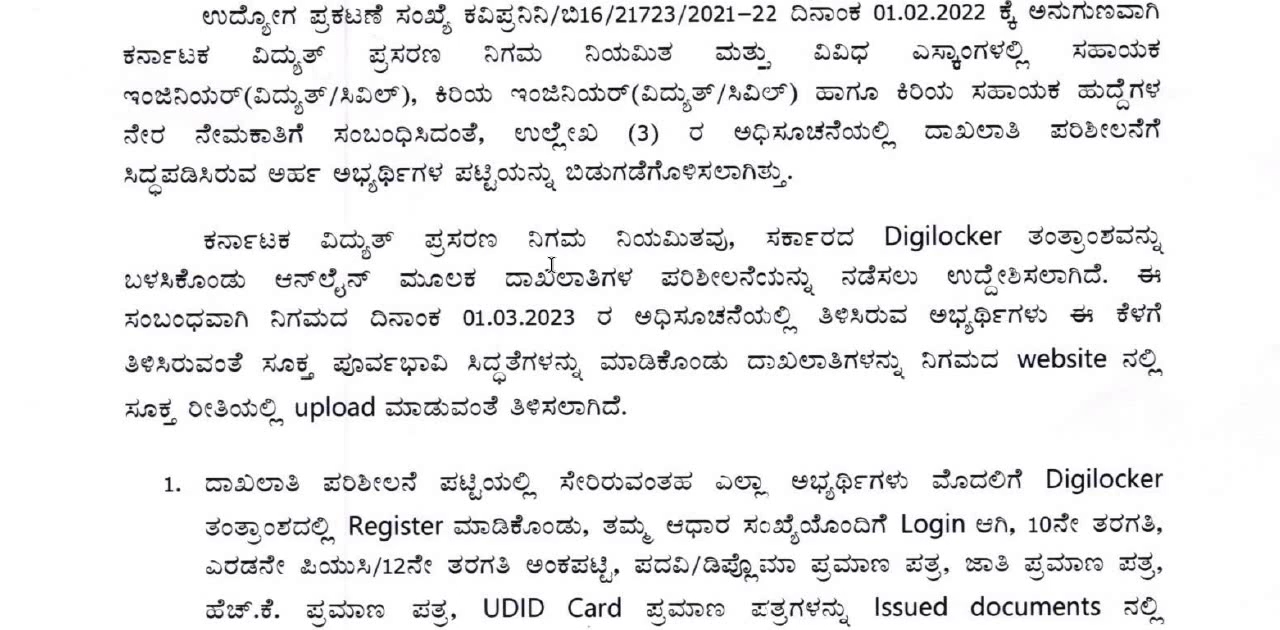 ಉದ್ಯೋಗ ಪ್ರಕಟಣೆ ಸಂಖ್ಯೆ ಕವಿಪ್ರನಿನಿ/ಬಿ16/21723/2021–22 ದಿನಾಂಕ 01.02.2022 ಕ್ಕೆ ಅನುಗುಣವಾಗಿ
ಕರ್ನಾಟಕ ವಿದ್ಯುತ್ ಪ್ರಸರಣ ನಿಗಮ ನಿಯಮಿತ ಮತ್ತು ವಿವಿಧ ಎಸ್ಕಾಂಗಳಲ್ಲಿ ಸಹಾಯಕ
ಇಂಜಿನಿಯರ್(ವಿದ್ಯುತ್/ಸಿವಿಲ್), ಕಿರಿಯ ಇಂಜಿನಿಯರ್(ವಿದ್ಯುತ್/ಸಿವಿಲ್) ಹಾಗೂ ಕಿರಿಯ ಸಹಾಯಕ ಹುದ್ದೆಗಳ
ನೇರ ನೇಮಕಾತಿಗೆ ಸಂಬಂಧಿಸಿದಂತೆ, ಉಲ್ಲೇಖ (3) ರ ಅಧಿಸೂಚನೆಯಲ್ಲಿ ದಾಖಲಾತಿ ಪರಿಶೀಲನೆಗೆ
ಸಿದ್ಧಪಡಿಸಿರುವ ಅರ್ಹ ಅಭ್ಯರ್ಥಿಗಳ ಪಟ್ಟಿಯನ್ನು ಬಿಡುಗಡೆಗೊಳಿಸಲಾಗಿತ್ತು.
ಕರ್ನಾಟಕ ವಿದ್ಯುತ್ ಪ್ರಸರಣ ನಿಗಮ ನಿಯಮಿತವು, ಸರ್ಕಾರದ Digilocker ತಂತ್ರಾಂಶವನ್ನು
ಬಳಸಿಕೊಂಡು ಆನ್‌ಲೈನ್ ಮೂಲಕ ದಾಖಲಾತಿಗಳ ಪರಿಶೀಲನೆಯನ್ನು ನಡೆಸಲು ಉದ್ದೇಶಿಸಲಾಗಿದೆ. ಈ
ಸಂಬಂಧವಾಗಿ ನಿಗಮದ ದಿನಾಂಕ 01.03.2023 ರ ಅಧಿಸೂಚನೆಯಲ್ಲಿ ತಿಳಿಸಿರುವ ಅಭ್ಯರ್ಥಿಗಳು ಈ ಕೆಳಗೆ
ತಿಳಿಸಿರುವಂತೆ ಸೂಕ್ತ ಪೂರ್ವಭಾವಿ ಸಿದ್ಧತೆಗಳನ್ನು ಮಾಡಿಕೊಂಡು ದಾಖಲಾತಿಗಳನ್ನು ನಿಗಮದ website ನಲ್ಲಿ
ಸೂಕ್ತ ರೀತಿಯಲ್ಲಿ upload ಮಾಡುವಂತೆ ತಿಳಿಸಲಾಗಿದೆ.
1. ದಾಖಲಾತಿ ಪರಿಶೀಲನೆ ಪಟ್ಟಿಯಲ್ಲಿ ಸೇರಿರುವಂತಹ ಎಲ್ಲಾ ಅಭ್ಯರ್ಥಿಗಳು ಮೊದಲಿಗೆ Digilocker
ತಂತ್ರಾಂಶದಲ್ಲಿ Register ಮಾಡಿಕೊಂಡು, ತಮ್ಮ ಆಧಾರ ಸಂಖ್ಯೆಯೊಂದಿಗೆ Login ಆಗಿ, 10ನೇ ತರಗತಿ,
ಎರಡನೇ ಪಿಯುಸಿ/12ನೇ ತರಗತಿ ಅಂಕಪಟ್ಟಿ, ಪದವಿ/ಡಿಪ್ಲೊಮಾ ಪ್ರಮಾಣ ಪತ್ರ, ಜಾತಿ ಪ್ರಮಾಣ ಪತ್ರ,
ಹೆಚ್.ಕೆ. ಪ್ರಮಾಣ ಪತ್ರ, UDID Card ಪ್ರಮಾಣ ಪತ್ರಗಳನ್ನು Issued documents ನಲ್ಲಿ